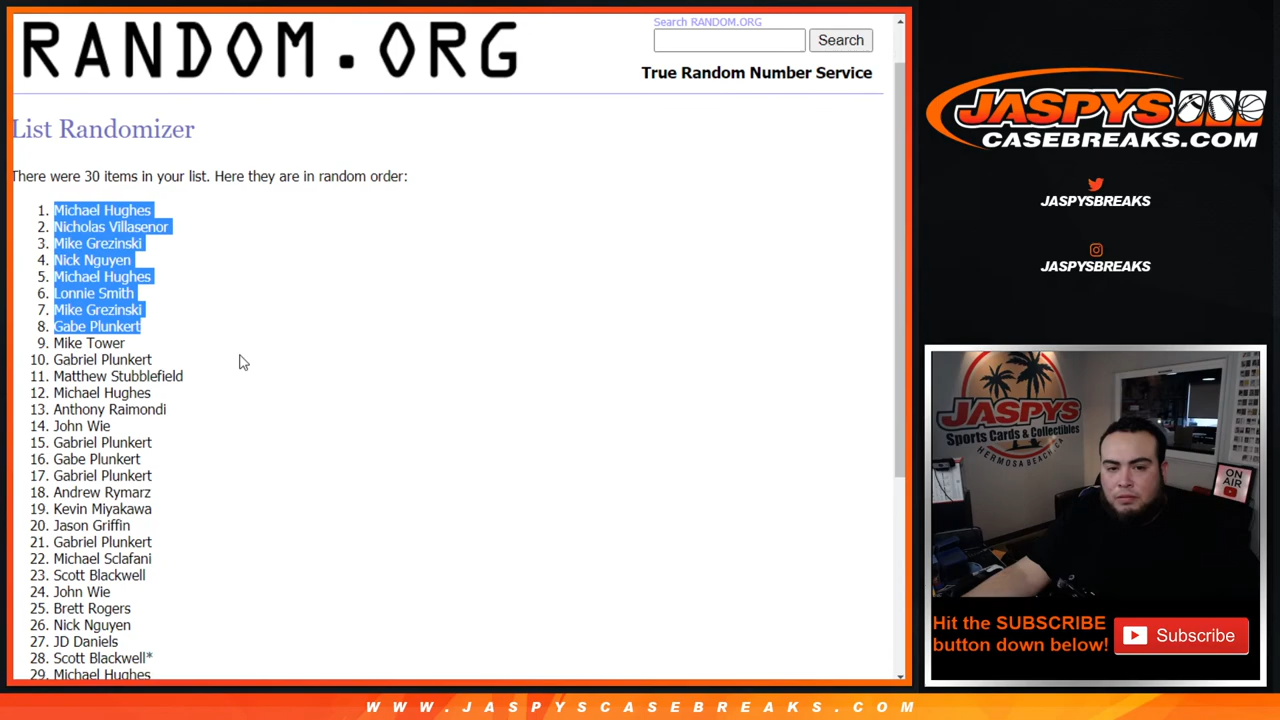 RANDOM.ORG
Search RANDOM.ORG
Search
True Random Number Service
List Randomizer
There were 30 items in your list. Here they are in random order:
1. Michael Hughes
2. Nicholas Villasenor
3. Mike Grezinski
4. Nick Nguyen
5. Michael Hughes
6. Lonnie Smith
7. Mike Grezinski
8. Gabe Plunkert
9. Mike Tower
10. Gabriel Plunkert
11. Matthew Stubblefield
12. Michael Hughes
13. Anthony Raimondi
14. John Wie
15. Gabriel Plunkert
16. Gabe Plunkert
17. Gabriel Plunkert
18. Andrew Rymarz
19. Kevin Miyakawa
20. Jason Griffin
21. Gabriel Plunkert
22. Michael Sclafani
23. Scott Blackwell
24. John Wie
25. Brett Rogers
26. Nick Nguyen
27. JD Daniels
28. Scott Blackwell*
29. Michael Hughes
JASPYS
CASEBREAKS.COM
JASPYSBREAKS
JASPYSBREAKS
JASPYS
Sports Cards & Collectibles
HERMOSA BEACH, CA
ON
AIR
Hit the SUBSCRIBE
button down below!
Subscribe
WWW.JASPYSCASEBREAKS.COM